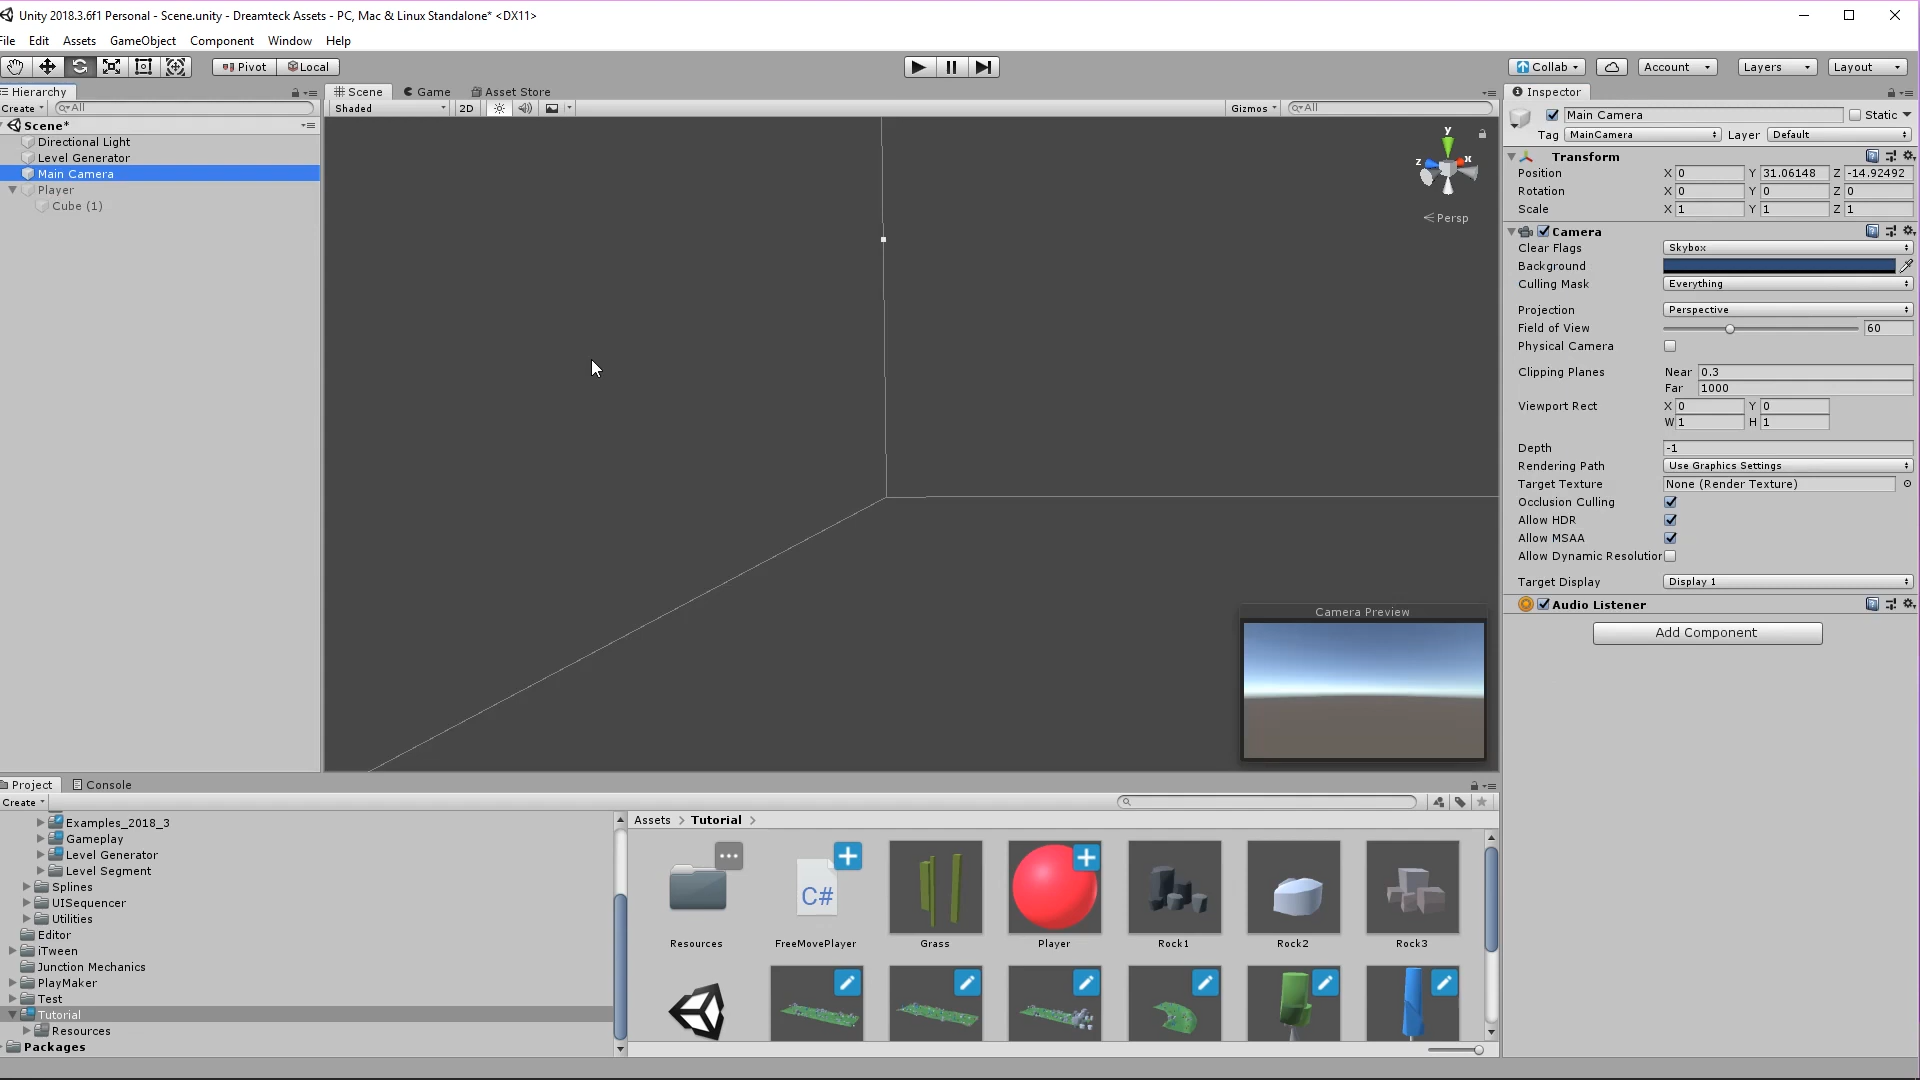 Unity 2018.3.6f1 Personal - Scene.unity - Dreamteck Assets - PC, Mac & Linux Standalone* <DX11>
File Edit Assets GameObject Component Window Help
Pivot Local Collab Account Layers Layout
Hierarchy
Create All
Scene*
Directional Light
Level Generator
Main Camera
Player
Cube (1)
Scene Game Asset Store
Shaded 2D Gizmos All
y
z x
Persp
Camera Preview
Inspector
Main Camera Static
Tag MainCamera Layer Default
Transform
Position X 0 Y 31.06148 Z -14.92492
Rotation X 0 Y 0 Z 0
Scale X 1 Y 1 Z 1
Camera
Clear Flags Skybox
Background
Culling Mask Everything
Projection Perspective
Field of View 60
Physical Camera
Clipping Planes Near 0.3
Far 1000
Viewport Rect X 0 Y 0
W 1 H 1
Depth -1
Rendering Path Use Graphics Settings
Target Texture None (Render Texture)
Occlusion Culling
Allow HDR
Allow MSAA
Allow Dynamic Resolution
Target Display Display 1
Audio Listener
Add Component
Project Console
Create
Examples_2018_3
Gameplay
Level Generator
Level Segment
Splines
UISequencer
Utilities
Editor
iTween
Junction Mechanics
PlayMaker
Test
Tutorial
Resources
Packages
Assets > Tutorial >
C#
Resources FreeMovePlayer Grass Player Rock1 Rock2 Rock3